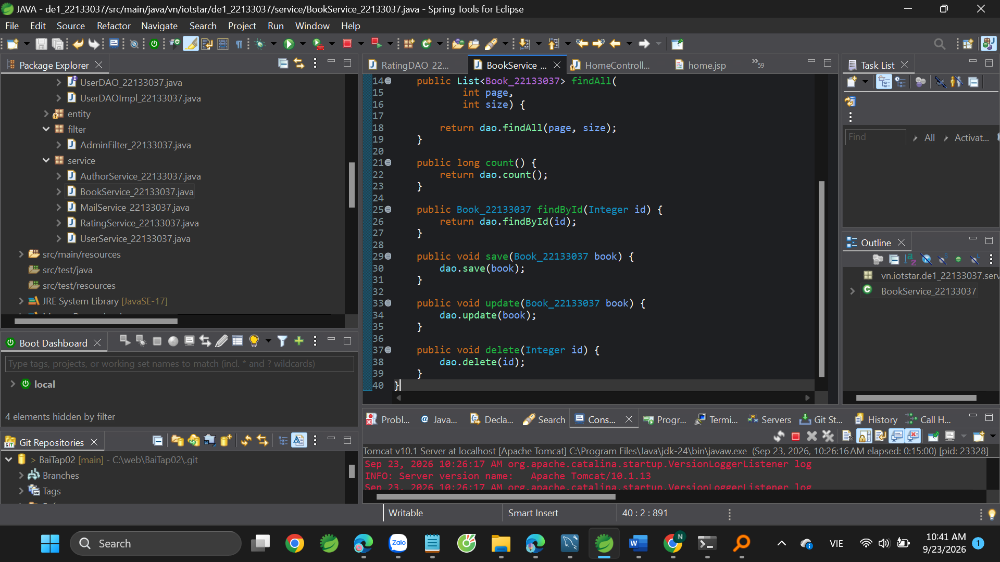 JAVA - de1_22133037/src/main/java/vn/iotstar/de1_22133037/service/BookService_22133037.java - Spring Tools for Eclipse
File Edit Source Refactor Navigate Search Project Run Window Help
Package Explorer
UserDAO_22133037.java
UserDAOImpl_22133037.java
entity
filter
AdminFilter_22133037.java
service
AuthorService_22133037.java
BookService_22133037.java
MailService_22133037.java
RatingService_22133037.java
UserService_22133037.java
src/main/resources
src/test/java
src/test/resources
JRE System Library [JavaSE-17]
Boot Dashboard
Type tags, projects, or working set names to match (incl. * and ? wildcards)
local
4 elements hidden by filter
Git Repositories
> BaiTap02 [main] - C:\web\BaiTap02\.git
Branches
Tags
RatingDAO_22... BookService_... HomeControll... home.jsp »59
14 public List<Book_22133037> findAll(
15 int page,
16 int size) {
17
18 return dao.findAll(page, size);
19 }
20
21 public long count() {
22 return dao.count();
23 }
24
25 public Book_22133037 findById(Integer id) {
26 return dao.findById(id);
27 }
28
29 public void save(Book_22133037 book) {
30 dao.save(book);
31 }
32
33 public void update(Book_22133037 book) {
34 dao.update(book);
35 }
36
37 public void delete(Integer id) {
38 dao.delete(id);
39 }
40 }
Probl... Java... Decla... Search Cons... Progr... Termi... Servers Git St... History Call H...
Tomcat v10.1 Server at localhost [Apache Tomcat] C:\Program Files\Java\jdk-24\bin\javaw.exe (Sep 23, 2026, 10:26:16 AM elapsed: 0:15:00) [pid: 23328]
Sep 23, 2026 10:26:17 AM org.apache.catalina.startup.VersionLoggerListener log
INFO: Server version name: Apache Tomcat/10.1.13
Sep 23, 2026 10:26:17 AM org.apache.catalina.startup.VersionLoggerListener log
Task List
Find
All
Activat...
Outline
vn.iotstar.de1_22133037.serv
BookService_22133037
Writable
Smart Insert
40 : 2 : 891
Search
Zalo
N
VIE
10:41 AM
9/23/2026
1